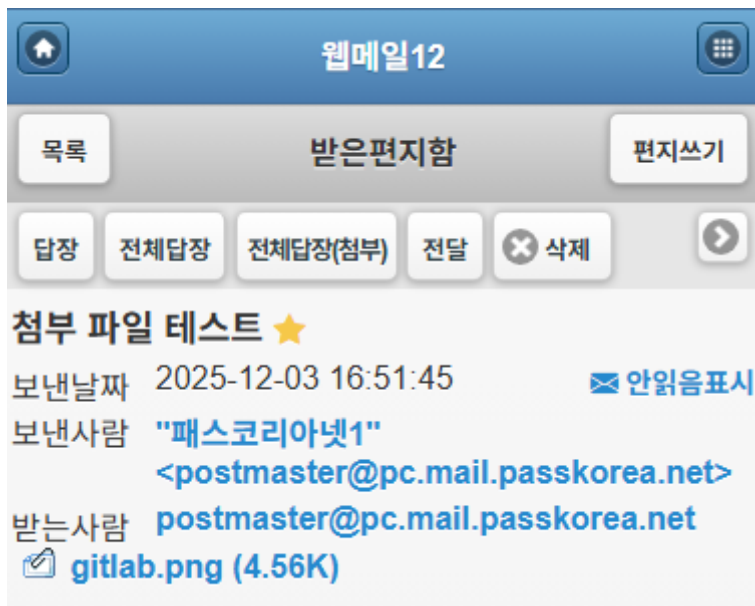 웹메일12
목록 받은편지함 편지쓰기
답장 전체답장 전체답장(첨부) 전달 삭제
첨부 파일 테스트
보낸날짜 2025-12-03 16:51:45 안읽음표시
보낸사람 "패스코리아넷1"
<postmaster@pc.mail.passkorea.net>
받는사람 postmaster@pc.mail.passkorea.net
gitlab.png (4.56K)